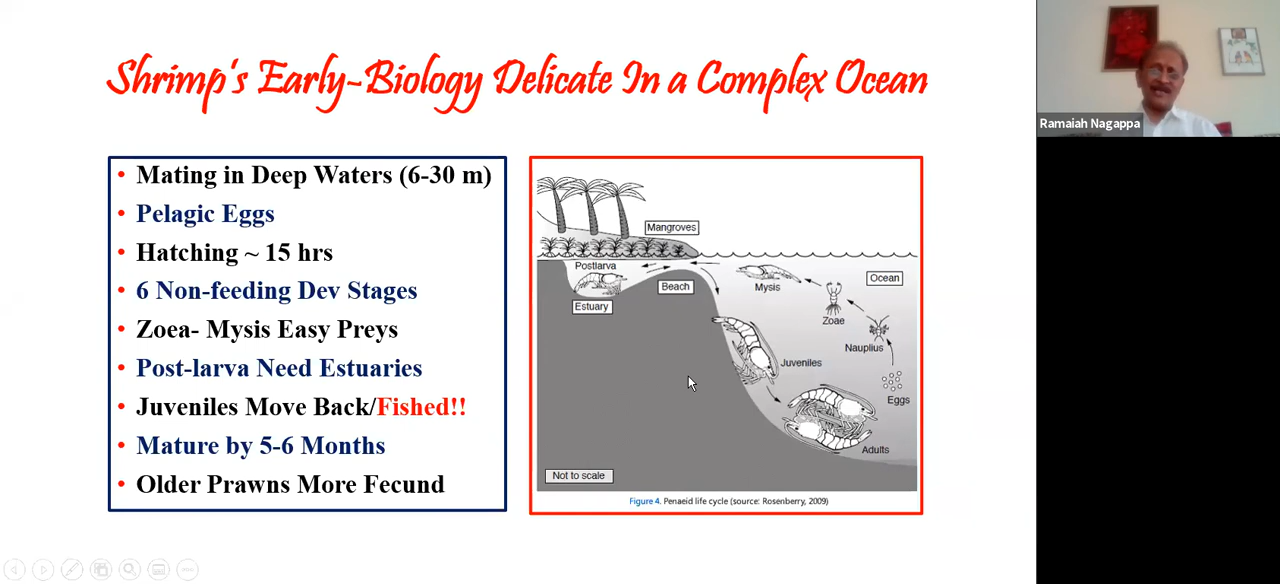 Shrimp's Early-Biology Delicate In a Complex Ocean
Ramaiah Nagappa
• Mating in Deep Waters (6-30 m)
• Pelagic Eggs
• Hatching ~ 15 hrs
• 6 Non-feeding Dev Stages
• Zoea- Mysis Easy Preys
• Post-larva Need Estuaries
• Juveniles Move Back/Fished!!
• Mature by 5-6 Months
• Older Prawns More Fecund
Mangroves
Postlarva
Estuary
Beach
Mysis
Ocean
Zoae
Nauplius
Juveniles
Eggs
Adults
Not to scale
Figure 4. Penaeid life cycle (source: Rosenberry, 2009)